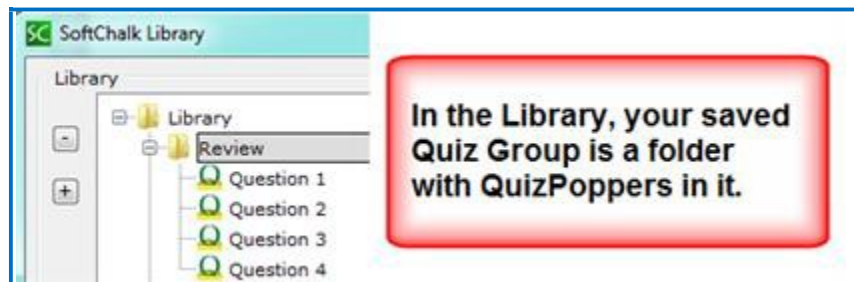 SC SoftChalk Library
Library
- Library
Review
+ Question 1
Question 2
Question 3
Question 4
In the Library, your saved
Quiz Group is a folder
with QuizPoppers in it.